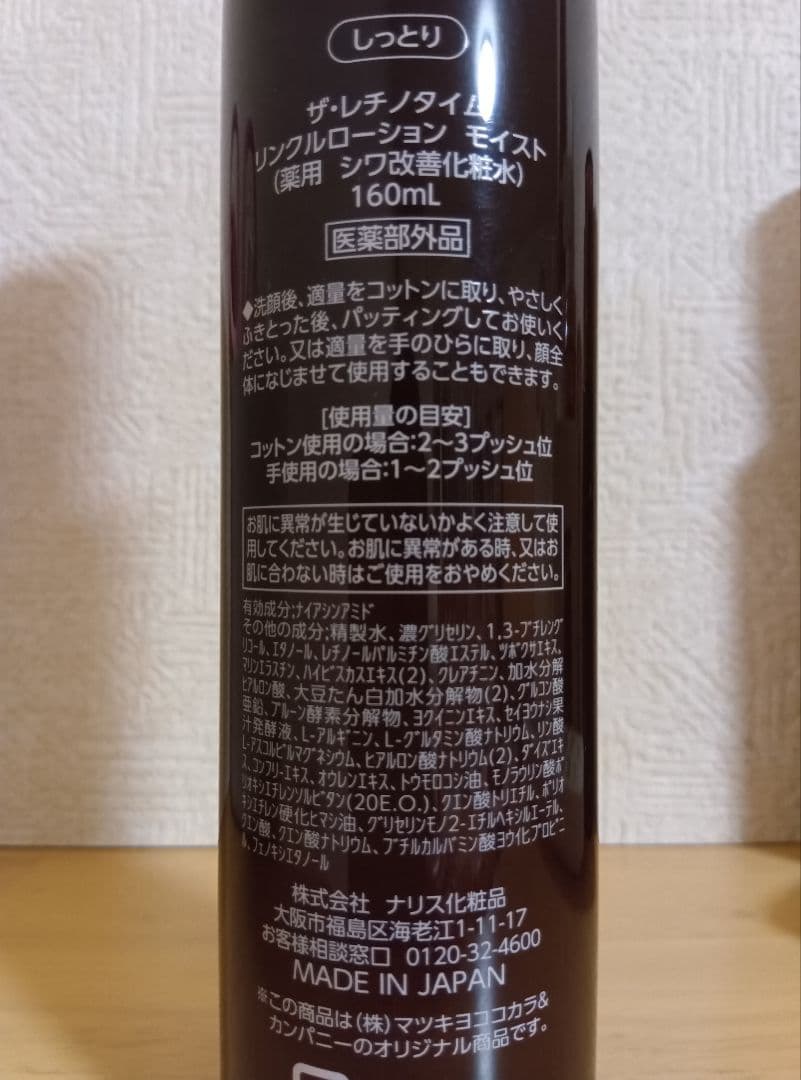 しっとり
ザ・レチノタイム
リンクルローション モイスト
(薬用 シワ改善化粧水)
160mL
医薬部外品
◆洗顔後、適量をコットンに取り、やさしく
ふきとった後、パッティングしてお使いく
ださい。又は適量を手のひらに取り、顔全
体になじませて使用することもできます。
[使用量の目安]
コットン使用の場合:2〜3プッシュ位
手使用の場合:1〜2プッシュ位
お肌に異常が生じていないかよく注意して使
用してください。お肌に異常がある時、又はお
肌に合わない時はご使用をおやめください。
有効成分:ナイアシンアミド
その他の成分:精製水、濃グリセリン、1,3-ブチレング
リコール、エタノール、レチノールパルミチン酸エステル、ツボクサエキス、
マリンエラスチン、ハイビスカスエキス(2)、クレアチニン、加水分解
ヒアルロン酸、大豆たん白加水分解物(2)、グルコン酸
亜鉛、プルーン酵素分解物、ヨクイニンエキス、セイヨウナシ果
汁発酵液、L-アルギニン、L-グルタミン酸ナトリウム、リン酸
L-アスコルビルマグネシウム、ヒアルロン酸ナトリウム(2)、ダイズエキ
ス、コンフリーエキス、オウレンエキス、トウモロコシ油、モノラウリン酸ポ
リオキシエチレンソルビタン(20E.O.)、クエン酸トリエチル、ポリオ
キシエチレン硬化ヒマシ油、グリセリンモノ2-エチルヘキシルエーテル、
クエン酸、クエン酸ナトリウム、ブチルカルバミン酸ヨウ化プロピニ
ル、フェノキシエタノール
株式会社 ナリス化粧品
大阪市福島区海老江1-11-17
お客様相談窓口 0120-32-4600
MADE IN JAPAN
※この商品は(株)マツキヨココカラ&
カンパニーのオリジナル商品です。